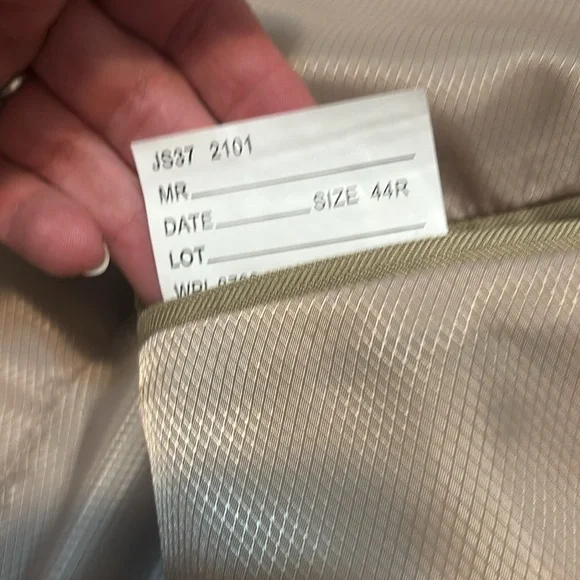 JS37 2101
MR
DATE SIZE 44R
LOT